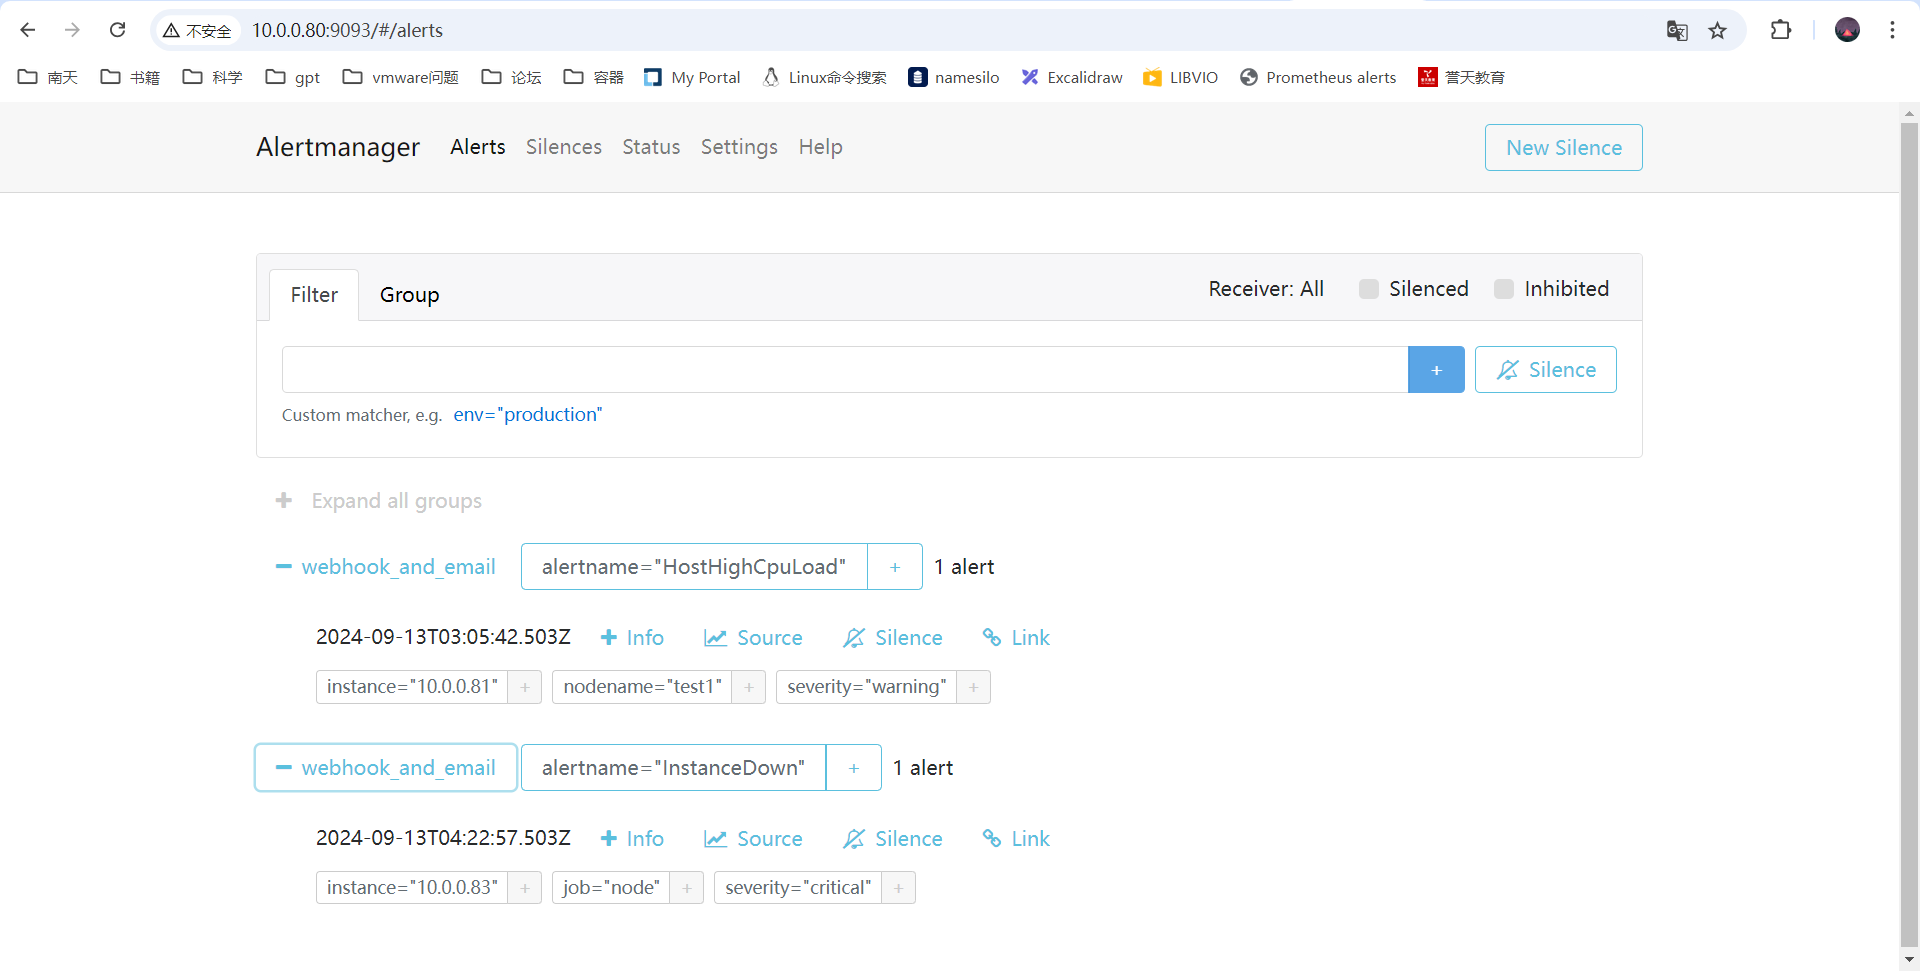 不安全 10.0.0.80:9093/#/alerts
南天 书籍 科学 gpt vmware问题 论坛 容器 My Portal Linux命令搜索 namesilo Excalidraw LIBVIO Prometheus alerts 誉天教育
Alertmanager Alerts Silences Status Settings Help New Silence
Filter Group Receiver: All Silenced Inhibited
+ Silence
Custom matcher, e.g. env="production"
+ Expand all groups
− webhook_and_email alertname="HostHighCpuLoad" + 1 alert
2024-09-13T03:05:42.503Z + Info Source Silence Link
instance="10.0.0.81" + nodename="test1" + severity="warning" +
− webhook_and_email alertname="InstanceDown" + 1 alert
2024-09-13T04:22:57.503Z + Info Source Silence Link
instance="10.0.0.83" + job="node" + severity="critical" +